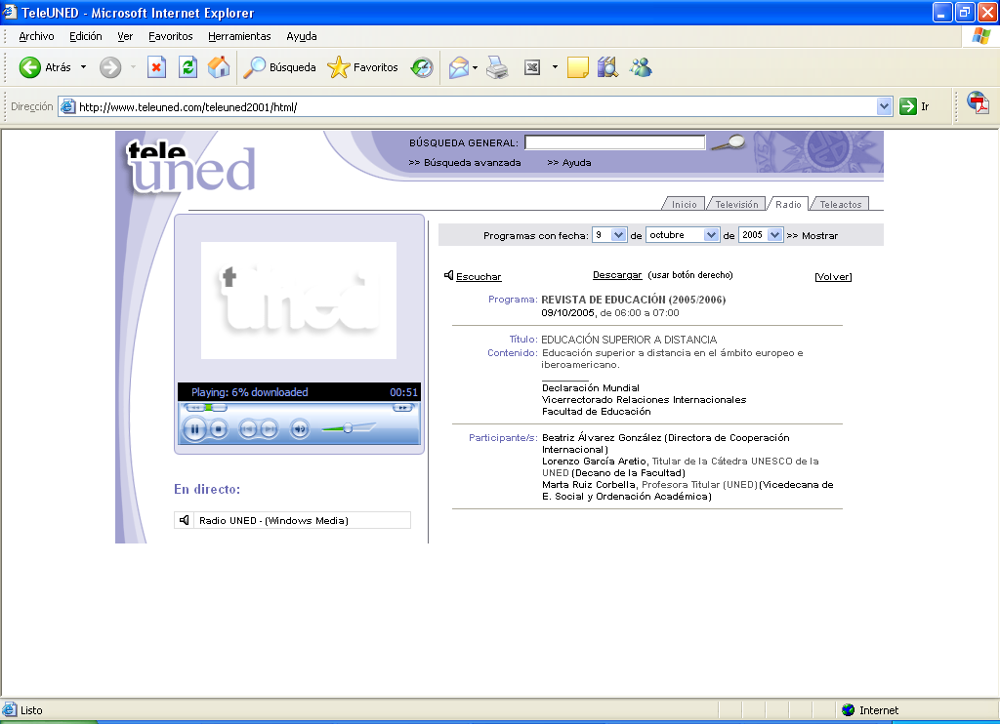 TeleUNED - Microsoft Internet Explorer
Archivo Edición Ver Favoritos Herramientas Ayuda
Atrás Búsqueda Favoritos
Dirección http://www.teleuned.com/teleuned2001/html/ Ir
tele
uned
BÚSQUEDA GENERAL:
>> Búsqueda avanzada >> Ayuda
Inicio Televisión Radio Teleactos
Programas con fecha: 9 de octubre de 2005 >> Mostrar
Escuchar Descargar (usar botón derecho) [Volver]
Programa: REVISTA DE EDUCACIÓN (2005/2006)
09/10/2005, de 06:00 a 07:00
Título: EDUCACIÓN SUPERIOR A DISTANCIA
Contenido: Educación superior a distancia en el ámbito europeo e
iberoamericano.
Declaración Mundial
Vicerrectorado Relaciones Internacionales
Facultad de Educación
Participante/s: Beatriz Álvarez González (Directora de Cooperación
Internacional)
Lorenzo García Aretio, Titular de la Cátedra UNESCO de la
UNED (Decano de la Facultad)
Marta Ruiz Corbella, Profesora Titular (UNED)(Vicedecana de
E. Social y Ordenación Académica)
t
uned
Playing: 6% downloaded 00:51
En directo:
Radio UNED - (Windows Media)
Listo Internet